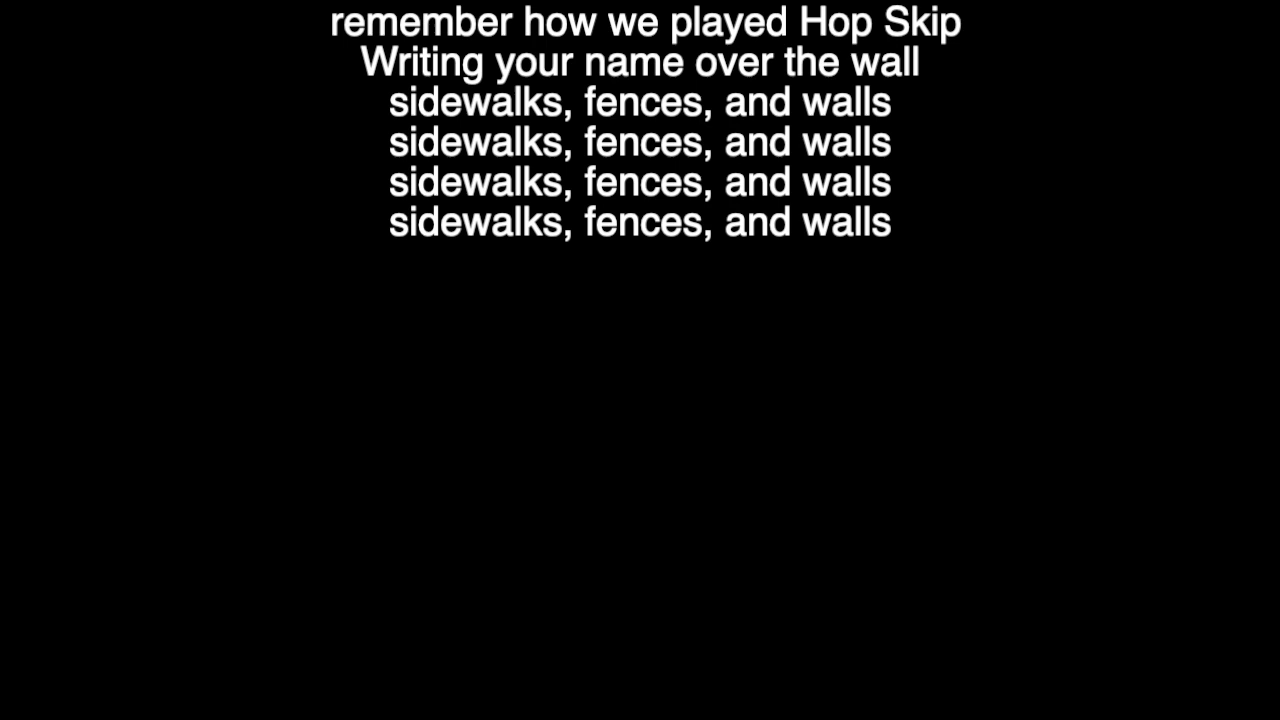 remember how we played Hop Skip
Writing your name over the wall
sidewalks, fences, and walls
sidewalks, fences, and walls
sidewalks, fences, and walls
sidewalks, fences, and walls